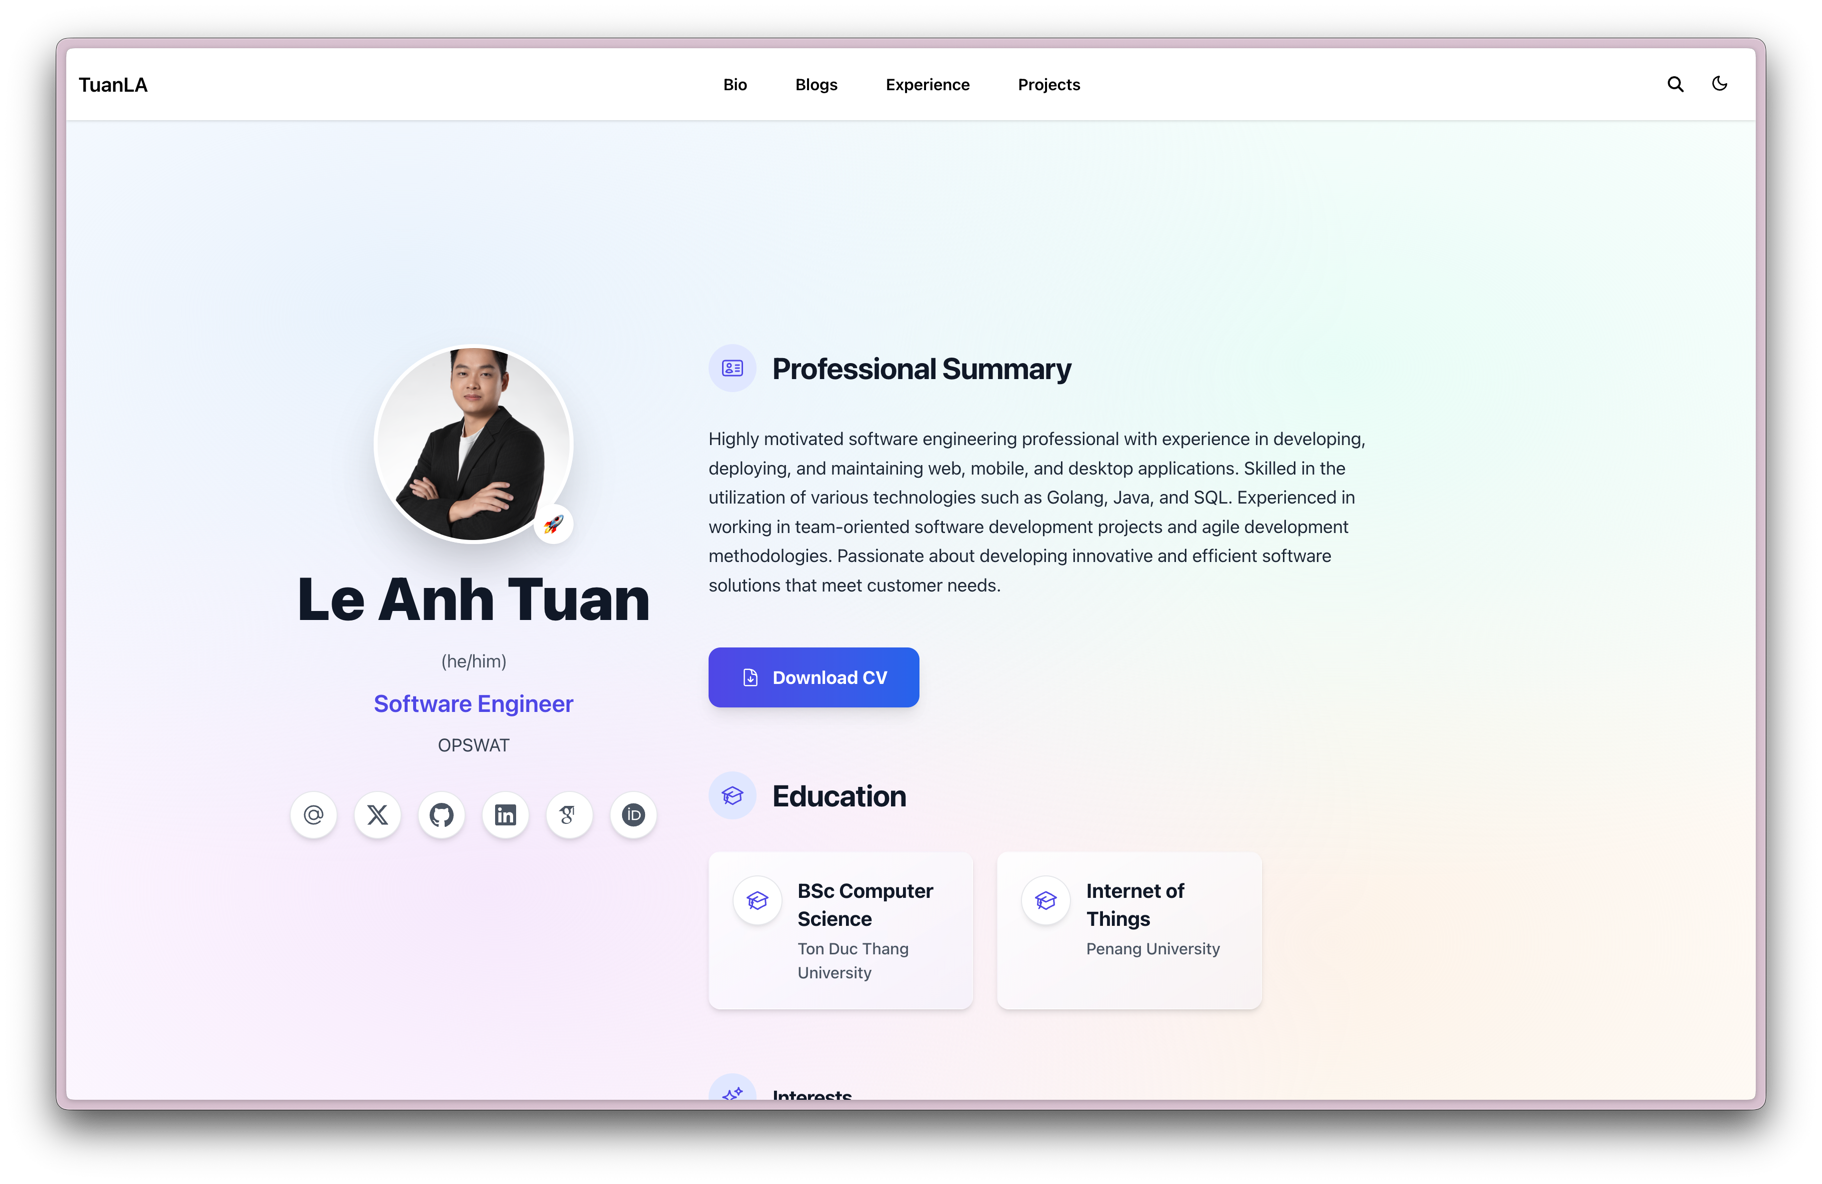 TuanLA
Bio
Blogs
Experience
Projects
Le Anh Tuan
(he/him)
Software Engineer
OPSWAT
iD
Professional Summary
Highly motivated software engineering professional with experience in developing,
deploying, and maintaining web, mobile, and desktop applications. Skilled in the
utilization of various technologies such as Golang, Java, and SQL. Experienced in
working in team-oriented software development projects and agile development
methodologies. Passionate about developing innovative and efficient software
solutions that meet customer needs.
Download CV
Education
BSc Computer
Science
Ton Duc Thang
University
Internet of
Things
Penang University
Interests